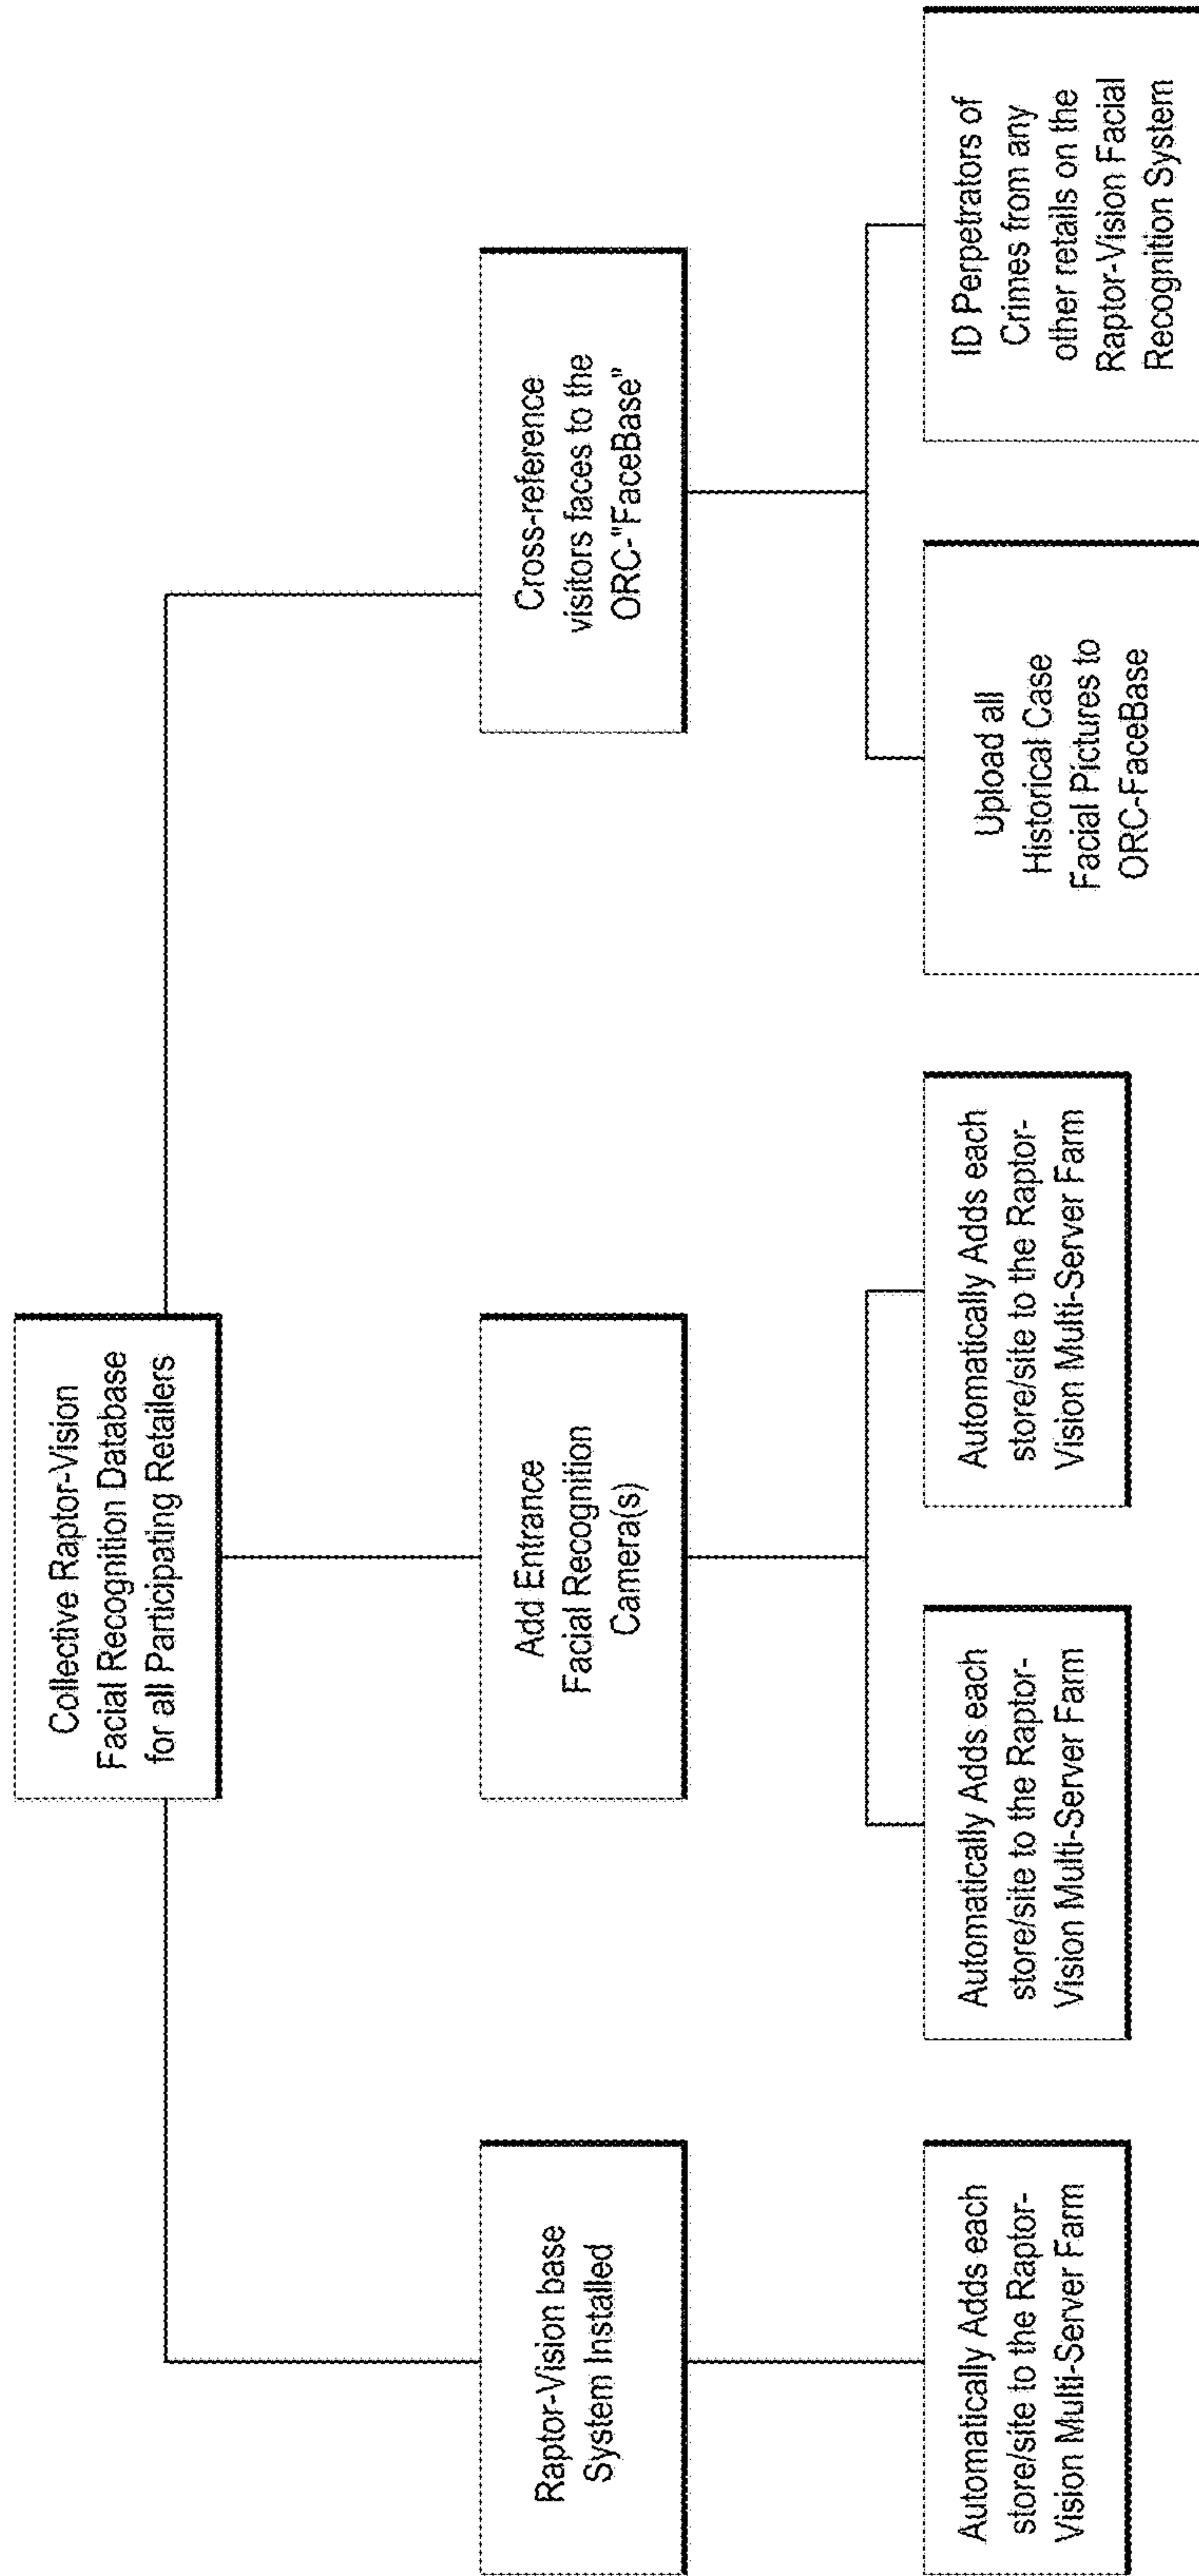 Collective Raptor-Vision
Facial Recognition Database
for all Participating Retailers
Raptor-Vision base
System Installed
Add Entrance
Facial Recognition
Camera(s)
Cross-reference
visitors faces to the
ORC-"FaceBase"
Automatically Adds each
store/site to the Raptor-
Vision Multi-Server Farm
Automatically Adds each
store/site to the Raptor-
Vision Multi-Server Farm
Automatically Adds each
store/site to the Raptor-
Vision Multi-Server Farm
Upload all
Historical Case
Facial Pictures to
ORC-FaceBase
ID Perpetrators of
Crimes from any
other retails on the
Raptor-Vision Facial
Recognition System